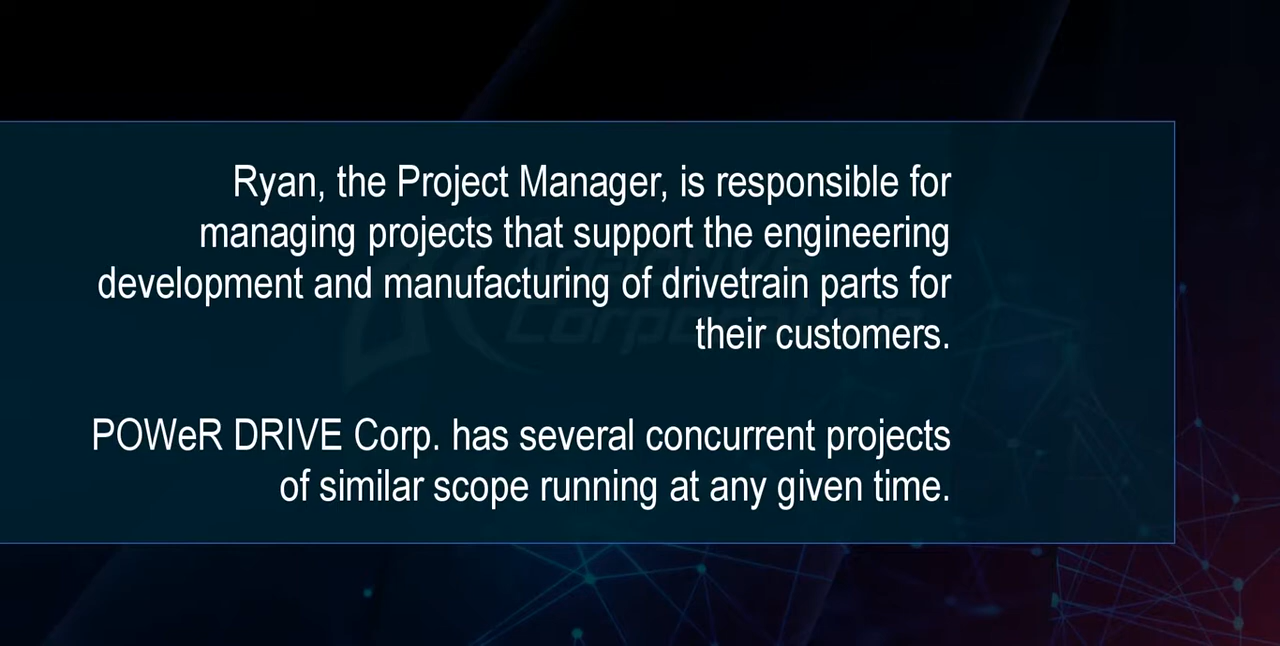 Ryan, the Project Manager, is responsible for
managing projects that support the engineering
development and manufacturing of drivetrain parts for
their customers.
POWeR DRIVE Corp. has several concurrent projects
of similar scope running at any given time.